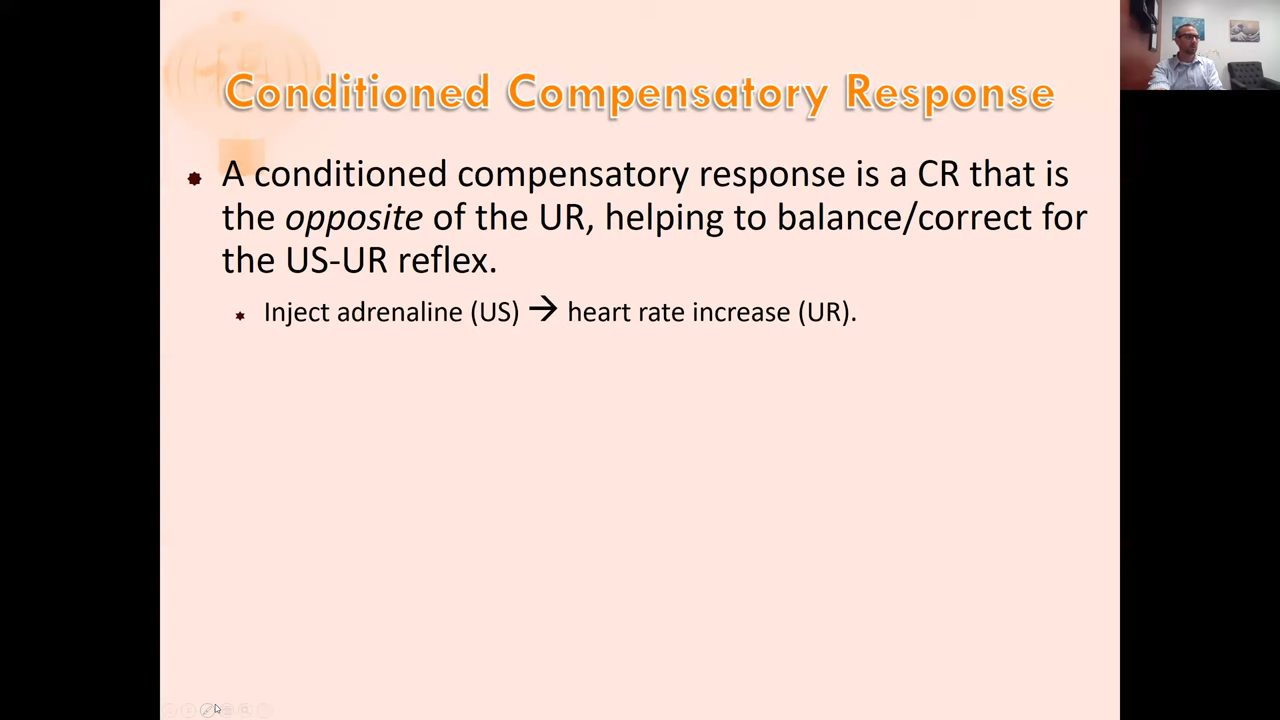 Conditioned Compensatory Response
A conditioned compensatory response is a CR that is
the opposite of the UR, helping to balance/correct for
the US-UR reflex.
Inject adrenaline (US) → heart rate increase (UR).